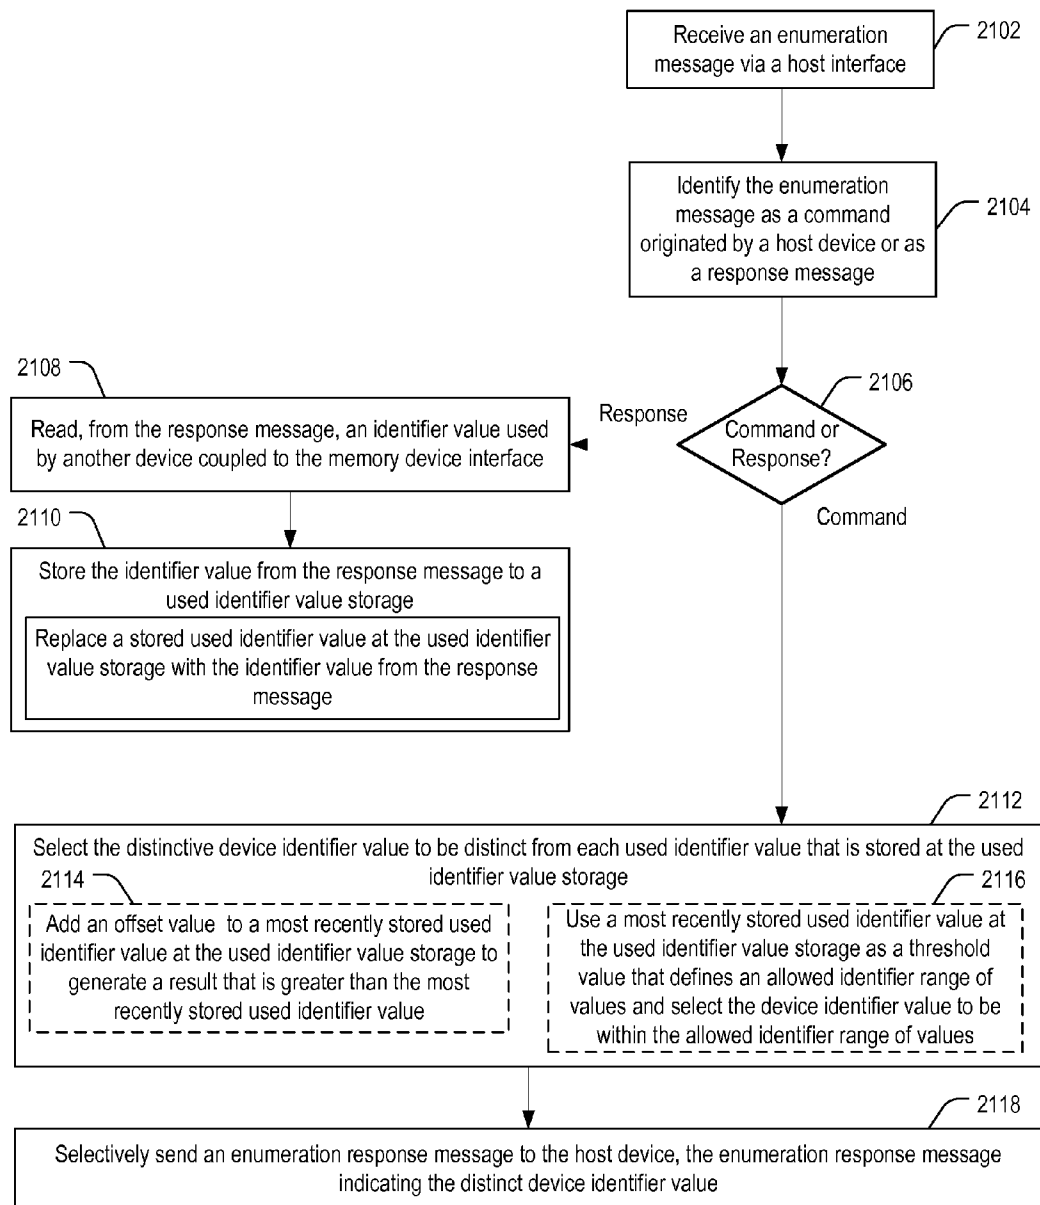 Receive an enumeration
message via a host interface
2102
Identify the enumeration
message as a command
originated by a host device or as
a response message
2104
2106
Command or
Response?
Response
Command
2108
Read, from the response message, an identifier value used
by another device coupled to the memory device interface
2110
Store the identifier value from the response message to a
used identifier value storage
Replace a stored used identifier value at the used identifier
value storage with the identifier value from the response
message
2112
Select the distinctive device identifier value to be distinct from each used identifier value that is stored at the used
identifier value storage
2114
Add an offset value to a most recently stored used
identifier value at the used identifier value storage to
generate a result that is greater than the most
recently stored used identifier value
2116
Use a most recently stored used identifier value at
the used identifier value storage as a threshold
value that defines an allowed identifier range of
values and select the device identifier value to be
within the allowed identifier range of values
2118
Selectively send an enumeration response message to the host device, the enumeration response message
indicating the distinct device identifier value